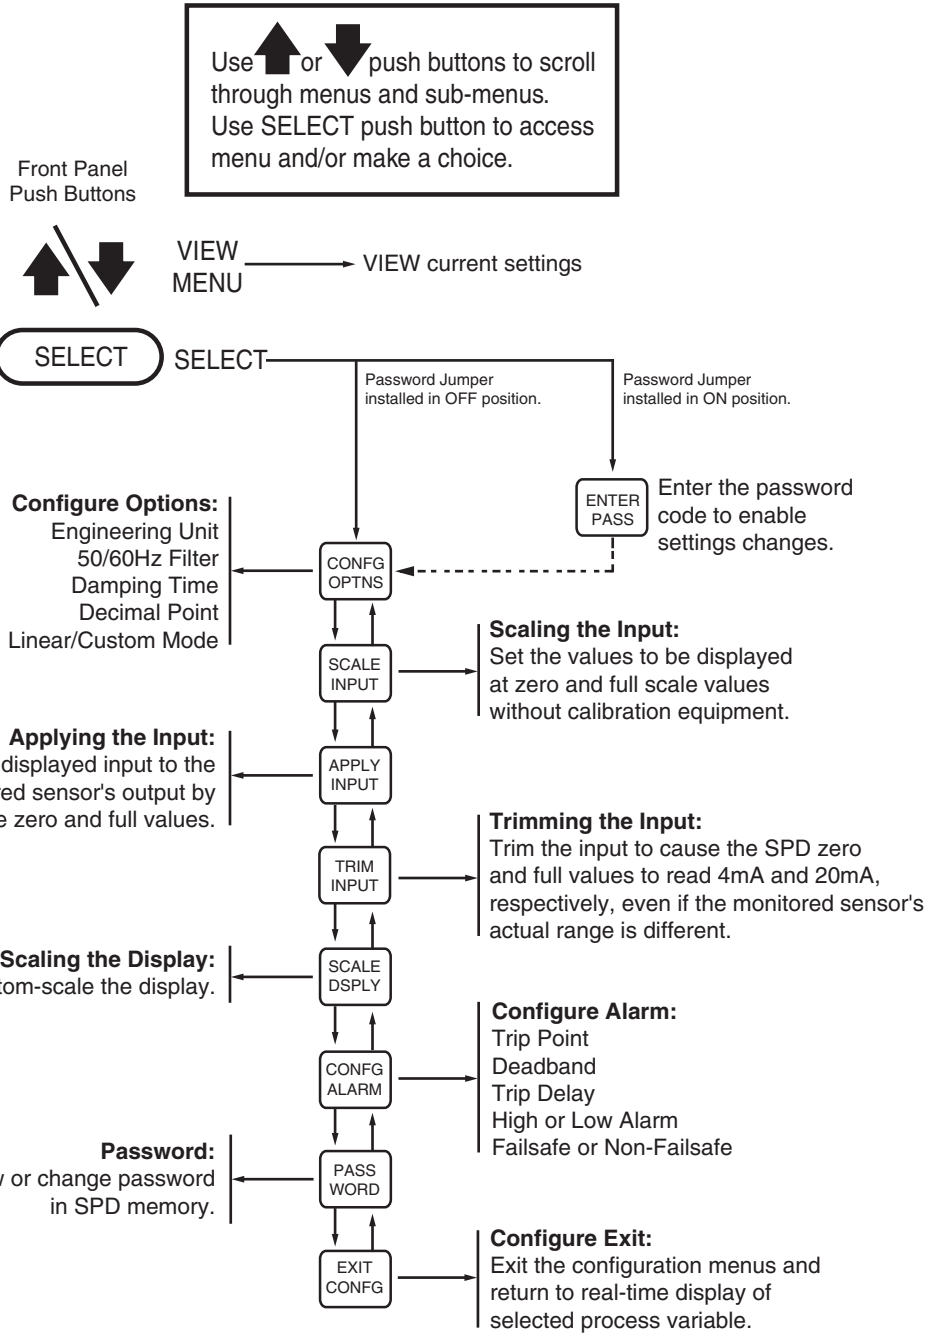 Use or push buttons to scroll
through menus and sub-menus.
Use SELECT push button to access
menu and/or make a choice.
Front Panel
Push Buttons
VIEW
MENU
VIEW current settings
SELECT
SELECT
Password Jumper
installed in OFF position.
Password Jumper
installed in ON position.
ENTER
PASS
Enter the password
code to enable
settings changes.
Configure Options:
Engineering Unit
50/60Hz Filter
Damping Time
Decimal Point
Linear/Custom Mode
CONFG
OPTNS
SCALE
INPUT
Scaling the Input:
Set the values to be displayed
at zero and full scale values
without calibration equipment.
Applying the Input:
displayed input to the
sensor's output by
zero and full values.
APPLY
INPUT
TRIM
INPUT
Trimming the Input:
Trim the input to cause the SPD zero
and full values to read 4mA and 20mA,
respectively, even if the monitored sensor's
actual range is different.
Scaling the Display:
tom-scale the display.
SCALE
DSPLY
CONFG
ALARM
Configure Alarm:
Trip Point
Deadband
Trip Delay
High or Low Alarm
Failsafe or Non-Failsafe
Password:
or change password
in SPD memory.
PASS
WORD
EXIT
CONFG
Configure Exit:
Exit the configuration menus and
return to real-time display of
selected process variable.